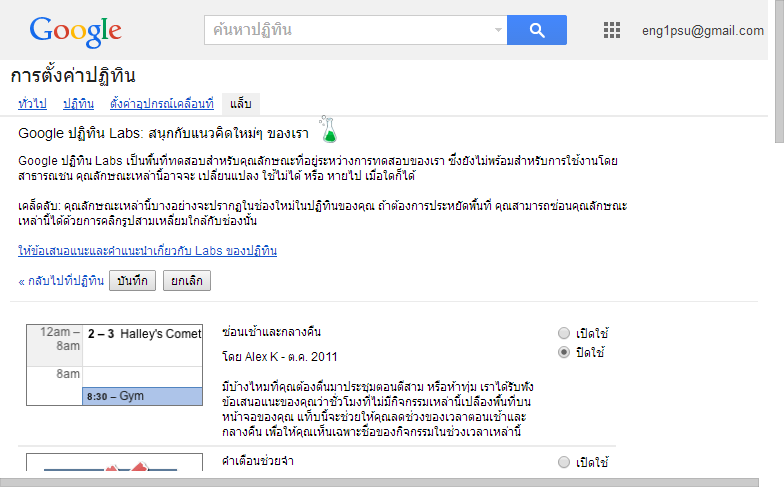 Google
ค้นหาปฏิทิน
eng1psu@gmail.com
การตั้งค่าปฏิทิน
ทั่วไป ปฏิทิน ตั้งค่าอุปกรณ์เคลื่อนที่ แล็บ
Google ปฏิทิน Labs: สนุกกับแนวคิดใหม่ๆ ของเรา
Google ปฏิทิน Labs เป็นพื้นที่ทดสอบสำหรับคุณลักษณะที่อยู่ระหว่างการทดสอบของเรา ซึ่งยังไม่พร้อมสำหรับการใช้งานโดย
สาธารณชน คุณลักษณะเหล่านี้อาจจะ เปลี่ยนแปลง ใช้ไม่ได้ หรือ หายไป เมื่อใดก็ได้
เคล็ดลับ: คุณลักษณะเหล่านี้บางอย่างจะปรากฏในช่องใหม่ในปฏิทินของคุณ ถ้าต้องการประหยัดพื้นที่ คุณสามารถซ่อนคุณลักษณะ
เหล่านี้ได้ด้วยการคลิกรูปสามเหลี่ยมใกล้กับช่องนั้น
ให้ข้อเสนอแนะและคำแนะนำเกี่ยวกับ Labs ของปฏิทิน
« กลับไปที่ปฏิทิน บันทึก ยกเลิก
12am –
8am
2 – 3 Halley's Comet
8am
8:30 – Gym
ซ่อนเช้าและกลางคืน
โดย Alex K - ต.ค. 2011
มีบ้างไหมที่คุณต้องตื่นมาประชุมตอนตีสาม หรือห้าทุ่ม เราได้รับฟัง
ข้อเสนอแนะของคุณว่าชั่วโมงที่ไม่มีกิจกรรมเหล่านี้เปลืองพื้นที่บน
หน้าจอของคุณ แท็บนี้จะช่วยให้คุณลดช่วงของเวลาตอนเช้าและ
กลางคืน เพื่อให้คุณเห็นเฉพาะชื่อของกิจกรรมในช่วงเวลาเหล่านี้
เปิดใช้
ปิดใช้
คำเตือนช่วยจำ
เปิดใช้